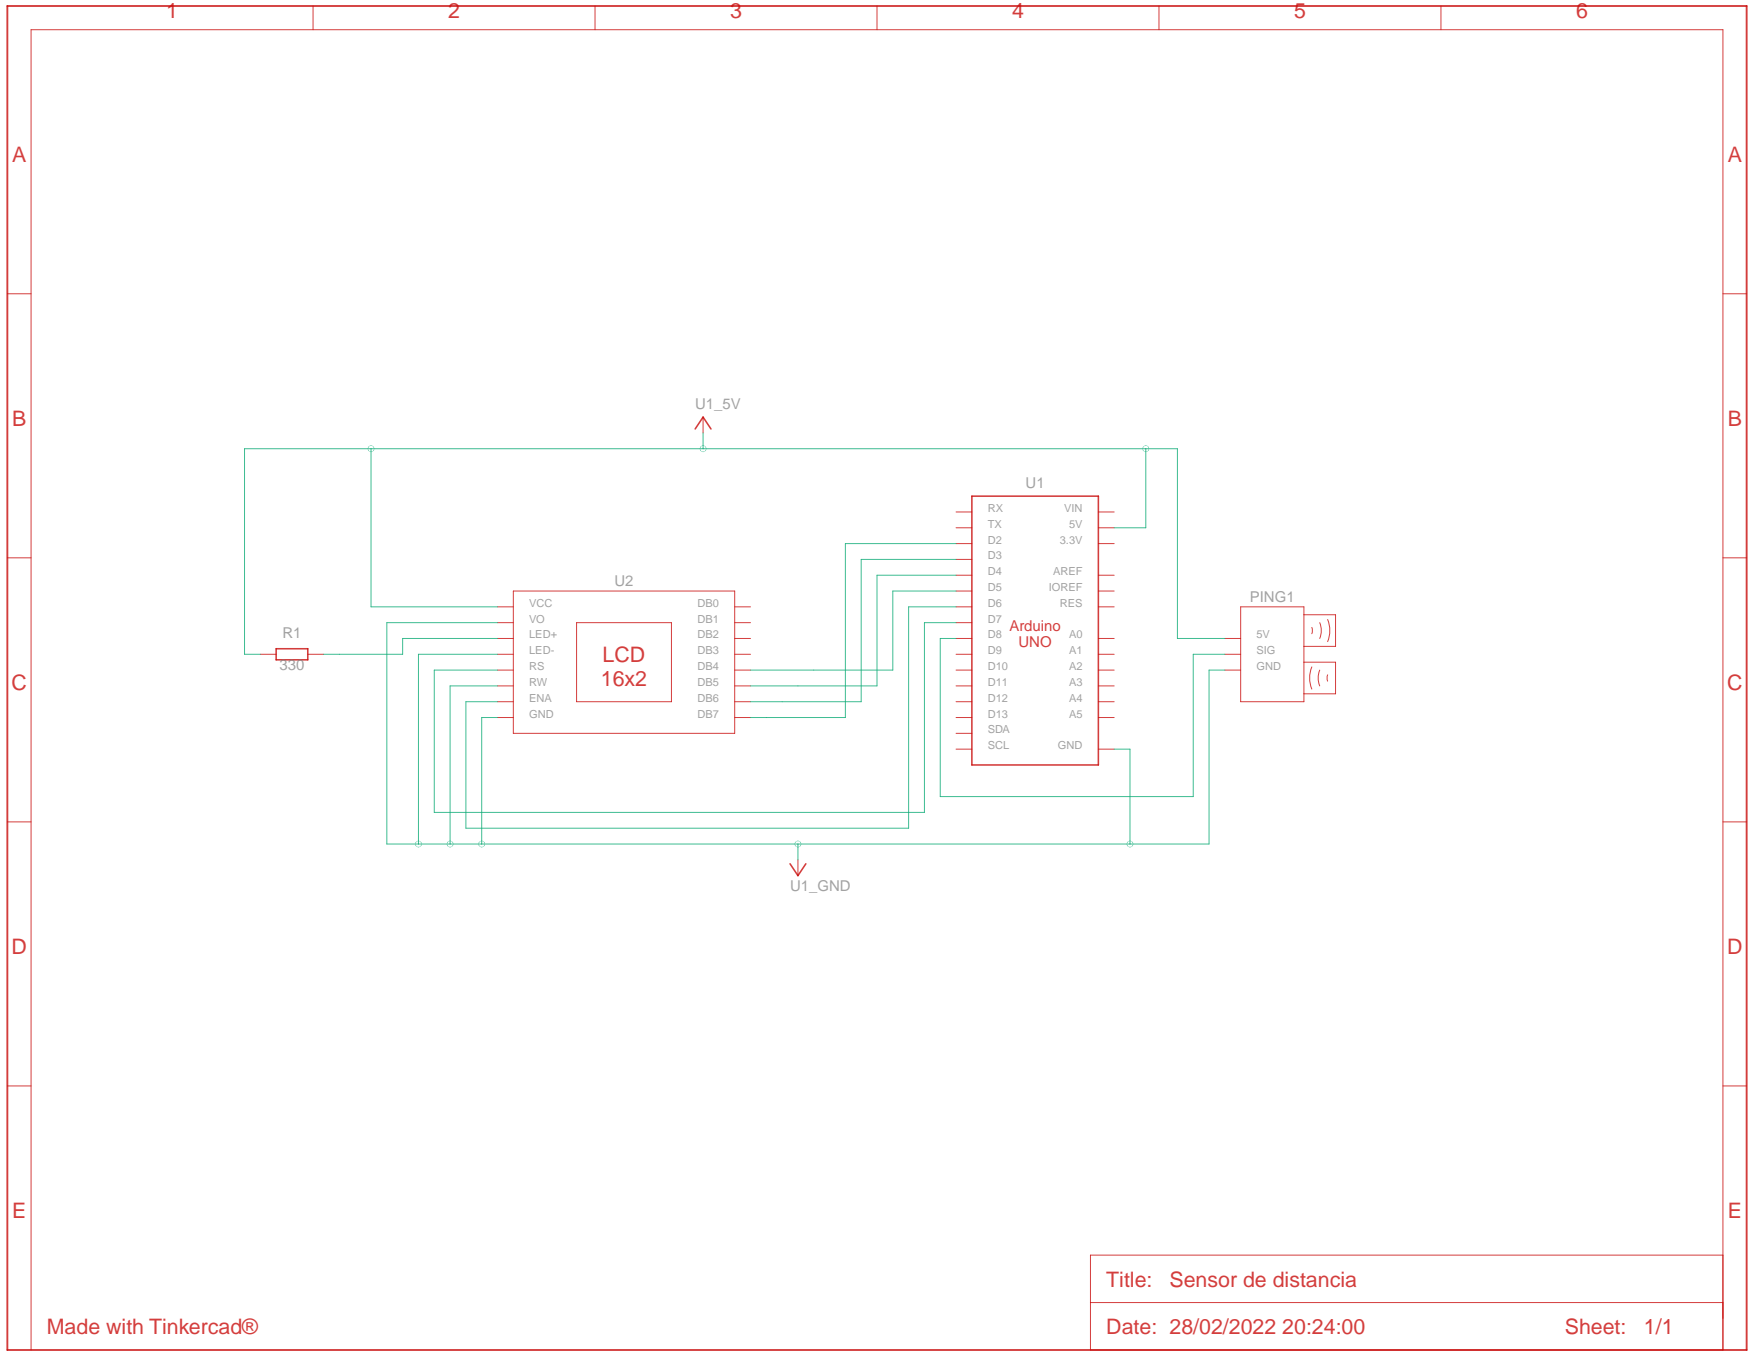 1 2 3 4 5 6
A A
B B
C C
D D
E E
U1_5V
U1
RX VIN
TX 5V
D2 3.3V
D3
D4 AREF
D5 IOREF
D6 RES
D7
D8 A0
D9 A1
D10 A2
D11 A3
D12 A4
D13 A5
SDA
SCL GND
Arduino
UNO
U2
VCC DB0
VO DB1
LED+ DB2
LED- DB3
RS DB4
RW DB5
ENA DB6
GND DB7
LCD
16x2
R1
330
PING1
5V
SIG
GND
U1_GND
Title: Sensor de distancia
Date: 28/02/2022 20:24:00 Sheet: 1/1
Made with Tinkercad®